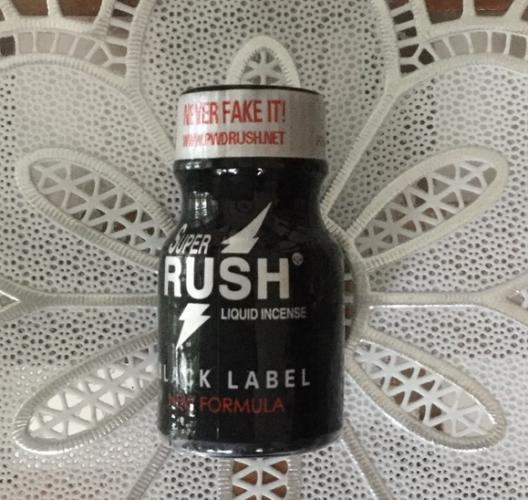 NEVER FAKE IT!
WWW.PWDRUSH.NET
SUPER
RUSH®
LIQUID INCENSE
BLACK LABEL
FORMULA